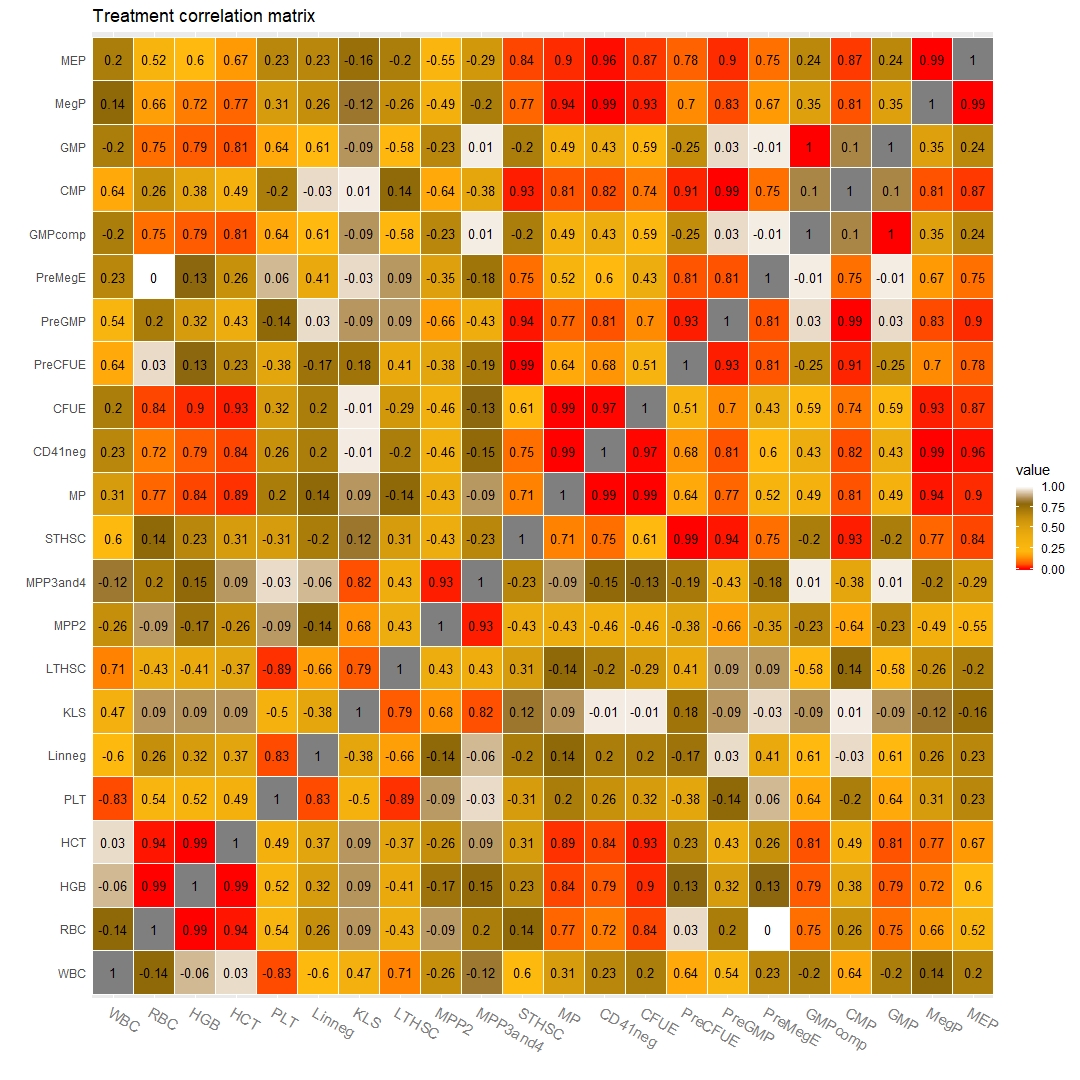 Treatment correlation matrix
MEP 0.2 0.52 0.6 0.67 0.23 0.23 -0.16 -0.2 -0.55 -0.29 0.84 0.9 0.96 0.87 0.78 0.9 0.75 0.24 0.87 0.24 0.99 1
MegP 0.14 0.66 0.72 0.77 0.31 0.26 -0.12 -0.26 -0.49 -0.2 0.77 0.94 0.99 0.93 0.7 0.83 0.67 0.35 0.81 0.35 1 0.99
GMP -0.2 0.75 0.79 0.81 0.64 0.61 -0.09 -0.58 -0.23 0.01 -0.2 0.49 0.43 0.59 -0.25 0.03 -0.01 1 0.1 1 0.35 0.24
CMP 0.64 0.26 0.38 0.49 -0.2 -0.03 0.01 0.14 -0.64 -0.38 0.93 0.81 0.82 0.74 0.91 0.99 0.75 0.1 1 0.1 0.81 0.87
GMPcomp -0.2 0.75 0.79 0.81 0.64 0.61 -0.09 -0.58 -0.23 0.01 -0.2 0.49 0.43 0.59 -0.25 0.03 -0.01 1 0.1 1 0.35 0.24
PreMegE 0.23 0 0.13 0.26 0.06 0.41 -0.03 0.09 -0.35 -0.18 0.75 0.52 0.6 0.43 0.81 0.81 1 -0.01 0.75 -0.01 0.67 0.75
PreGMP 0.54 0.2 0.32 0.43 -0.14 0.03 -0.09 0.09 -0.66 -0.43 0.94 0.77 0.81 0.7 0.93 1 0.81 0.03 0.99 0.03 0.83 0.9
PreCFUE 0.64 0.03 0.13 0.23 -0.38 -0.17 0.18 0.41 -0.38 -0.19 0.99 0.64 0.68 0.51 1 0.93 0.81 -0.25 0.91 -0.25 0.7 0.78
CFUE 0.2 0.84 0.9 0.93 0.32 0.2 -0.01 -0.29 -0.46 -0.13 0.61 0.99 0.97 1 0.51 0.7 0.43 0.59 0.74 0.59 0.93 0.87
CD41neg 0.23 0.72 0.79 0.84 0.26 0.2 -0.01 -0.2 -0.46 -0.15 0.75 0.99 1 0.97 0.68 0.81 0.6 0.43 0.82 0.43 0.99 0.96
MP 0.31 0.77 0.84 0.89 0.2 0.14 0.09 -0.14 -0.43 -0.09 0.71 1 0.99 0.99 0.64 0.77 0.52 0.49 0.81 0.49 0.94 0.9
STHSC 0.6 0.14 0.23 0.31 -0.31 -0.2 0.12 0.31 -0.43 -0.23 1 0.71 0.75 0.61 0.99 0.94 0.75 -0.2 0.93 -0.2 0.77 0.84
MPP3and4 -0.12 0.2 0.15 0.09 -0.03 -0.06 0.82 0.43 0.93 1 -0.23 -0.09 -0.15 -0.13 -0.19 -0.43 -0.18 0.01 -0.38 0.01 -0.2 -0.29
MPP2 -0.26 -0.09 -0.17 -0.26 -0.09 -0.14 0.68 0.43 1 0.93 -0.43 -0.43 -0.46 -0.46 -0.38 -0.66 -0.35 -0.23 -0.64 -0.23 -0.49 -0.55
LTHSC 0.71 -0.43 -0.41 -0.37 -0.89 -0.66 0.79 1 0.43 0.43 0.31 -0.14 -0.2 -0.29 0.41 0.09 0.09 -0.58 0.14 -0.58 -0.26 -0.2
KLS 0.47 0.09 0.09 0.09 -0.5 -0.38 1 0.79 0.68 0.82 0.12 0.09 -0.01 -0.01 0.18 -0.09 -0.03 -0.09 0.01 -0.09 -0.12 -0.16
Linneg -0.6 0.26 0.32 0.37 0.83 1 -0.38 -0.66 -0.14 -0.06 -0.2 0.14 0.2 0.2 -0.17 0.03 0.41 0.61 -0.03 0.61 0.26 0.23
PLT -0.83 0.54 0.52 0.49 1 0.83 -0.5 -0.89 -0.09 -0.03 -0.31 0.2 0.26 0.32 -0.38 -0.14 0.06 0.64 -0.2 0.64 0.31 0.23
HCT 0.03 0.94 0.99 1 0.49 0.37 0.09 -0.37 -0.26 0.09 0.31 0.89 0.84 0.93 0.23 0.43 0.26 0.81 0.49 0.81 0.77 0.67
HGB -0.06 0.99 1 0.99 0.52 0.32 0.09 -0.41 -0.17 0.15 0.23 0.84 0.79 0.9 0.13 0.32 0.13 0.79 0.38 0.79 0.72 0.6
RBC -0.14 1 0.99 0.94 0.54 0.26 0.09 -0.43 -0.09 0.2 0.14 0.77 0.72 0.84 0.03 0.2 0 0.75 0.26 0.75 0.66 0.52
WBC 1 -0.14 -0.06 0.03 -0.83 -0.6 0.47 0.71 -0.26 -0.12 0.6 0.31 0.23 0.2 0.64 0.54 0.23 -0.2 0.64 -0.2 0.14 0.2
WBC RBC HGB HCT PLT Linneg KLS LTHSC MPP2 MPP3and4 STHSC MP CD41neg CFUE PreCFUE PreGMP PreMegE GMPcomp CMP GMP MegP MEP
value
1.00
0.75
0.50
0.25
0.00